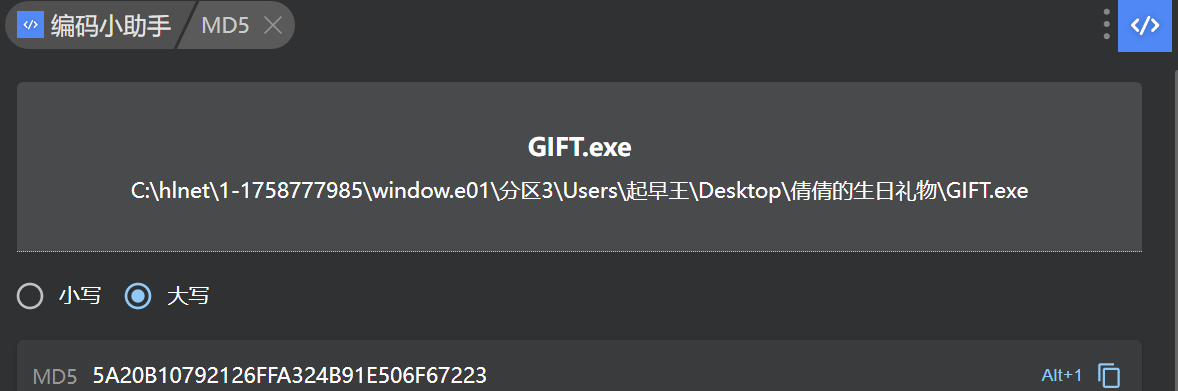 编码小助手 MD5
GIFT.exe
C:\hlnet\1-1758777985\window.e01\分区3\Users\起早王\Desktop\倩倩的生日礼物\GIFT.exe
小写 大写
MD5 5A20B10792126FFA324B91E506F67223 Alt+1